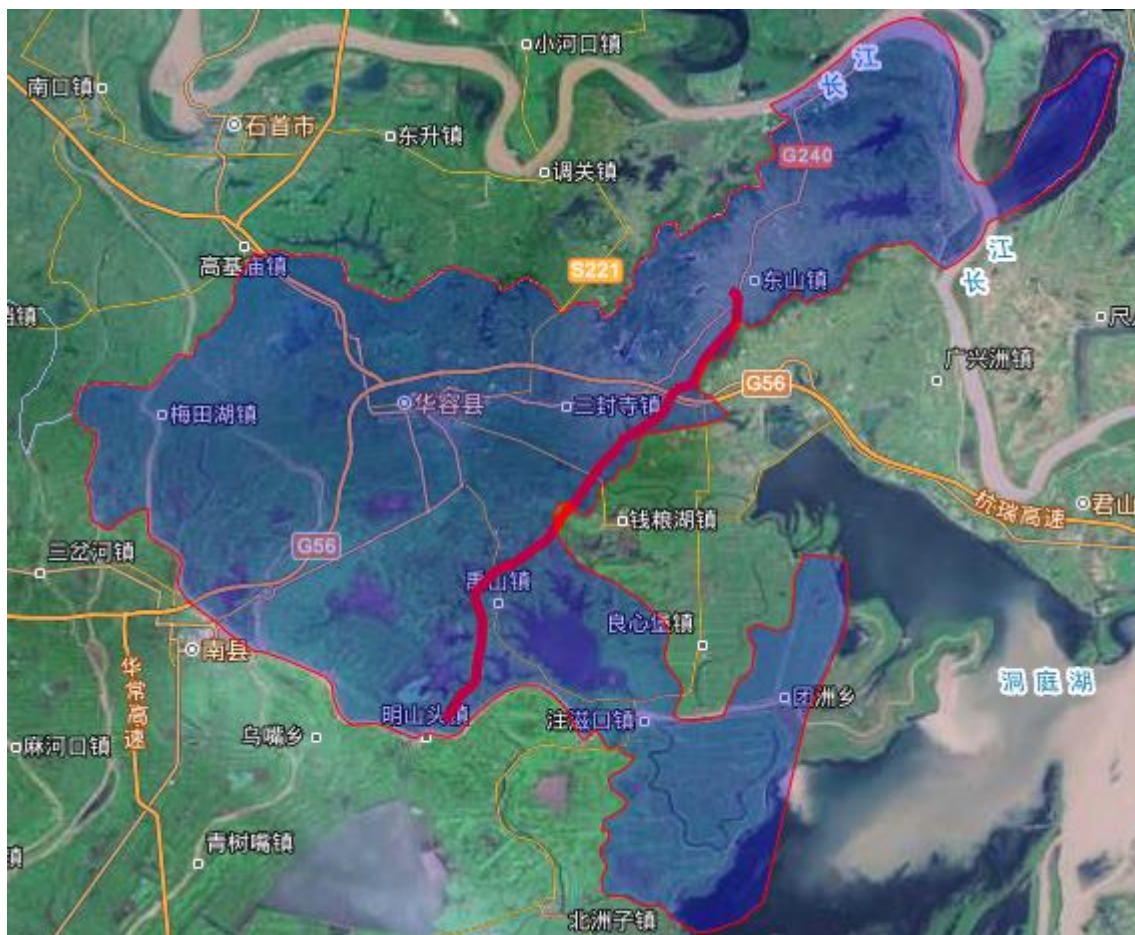 小河口镇
长江
南口镇
石首市
东升镇
G240
调关镇
长江
高基庙镇
S221
东山镇
广兴洲镇
G56
梅田湖镇
华容县
三封寺镇
杭瑞高速
君山
钱粮湖镇
三岔河镇
G56
禹山镇
南县
良心堡镇
华常高速
洞庭湖
团洲乡
明山头镇
注滋口镇
麻河口镇
乌嘴乡
青树嘴镇
北洲子镇